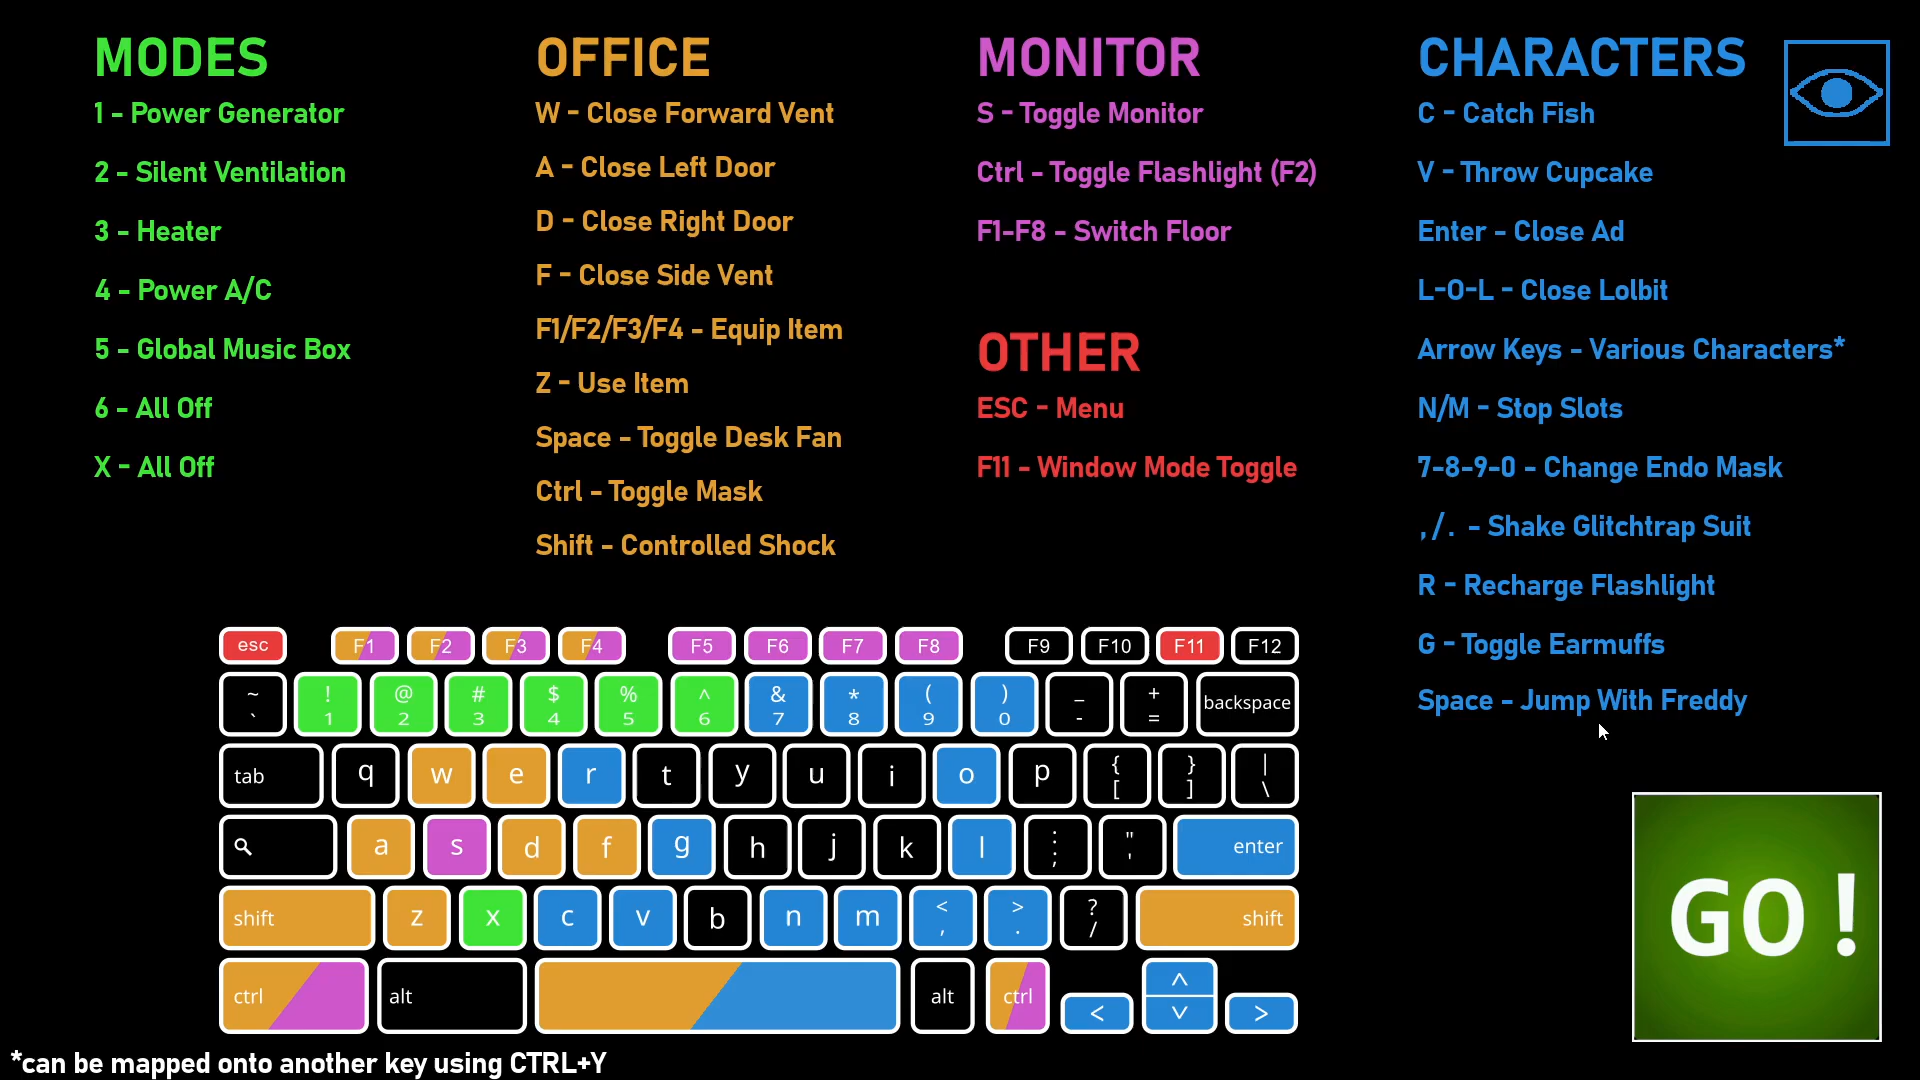 MODES
1 - Power Generator
2 - Silent Ventilation
3 - Heater
4 - Power A/C
5 - Global Music Box
6 - All Off
X - All Off
OFFICE
W - Close Forward Vent
A - Close Left Door
D - Close Right Door
F - Close Side Vent
F1/F2/F3/F4 - Equip Item
Z - Use Item
Space - Toggle Desk Fan
Ctrl - Toggle Mask
Shift - Controlled Shock
MONITOR
S - Toggle Monitor
Ctrl - Toggle Flashlight (F2)
F1-F8 - Switch Floor
OTHER
ESC - Menu
F11 - Window Mode Toggle
CHARACTERS
C - Catch Fish
V - Throw Cupcake
Enter - Close Ad
L-O-L - Close Lolbit
Arrow Keys - Various Characters*
N/M - Stop Slots
7-8-9-0 - Change Endo Mask
,/. - Shake Glitchtrap Suit
R - Recharge Flashlight
G - Toggle Earmuffs
Space - Jump With Freddy
esc F1 F2 F3 F4 F5 F6 F7 F8 F9 F10 F11 F12
~ ! @ # $ % ^ & * ( ) _ +
` 1 2 3 4 5 6 7 8 9 0 - = backspace
tab q w e r t y u i o p { } |
[ ] \
a s d f g h j k l : " enter
; '
shift z x c v b n m < > ? shift
, . /
ctrl alt alt ctrl < ^ v >
GO!
*can be mapped onto another key using CTRL+Y